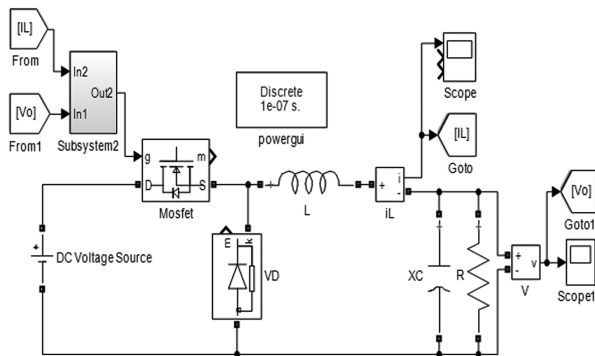 [IL]
From
[Vo]
From1
In2
Out2
In1
Subsystem2
Discrete
1e-07 s.
powergui
Scope
[IL]
Goto
g
m
D
S
Mosfet
+
L
+
i
-
iL
[Vo]
Goto1
+
DC Voltage Source
m
k
VD
XC
R
+
-
v
V
Scope1